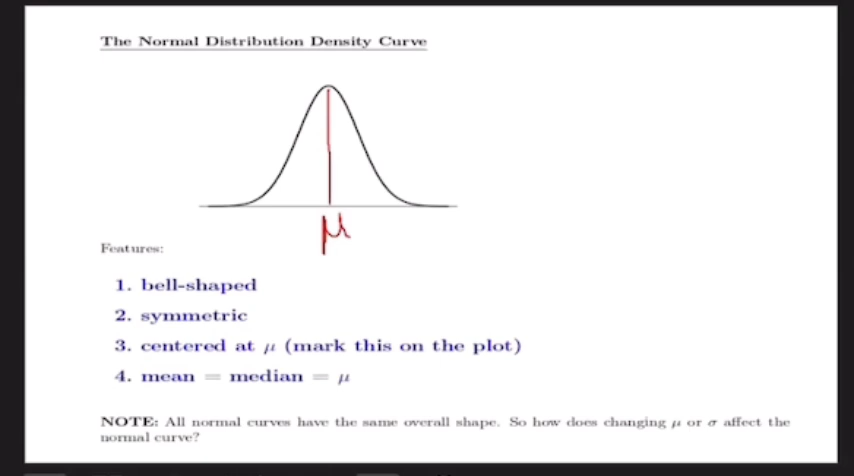 The Normal Distribution Density Curve
μ
Features:
1. bell-shaped
2. symmetric
3. centered at μ (mark this on the plot)
4. mean = median = μ
NOTE: All normal curves have the same overall shape. So how does changing μ or σ affect the
normal curve?